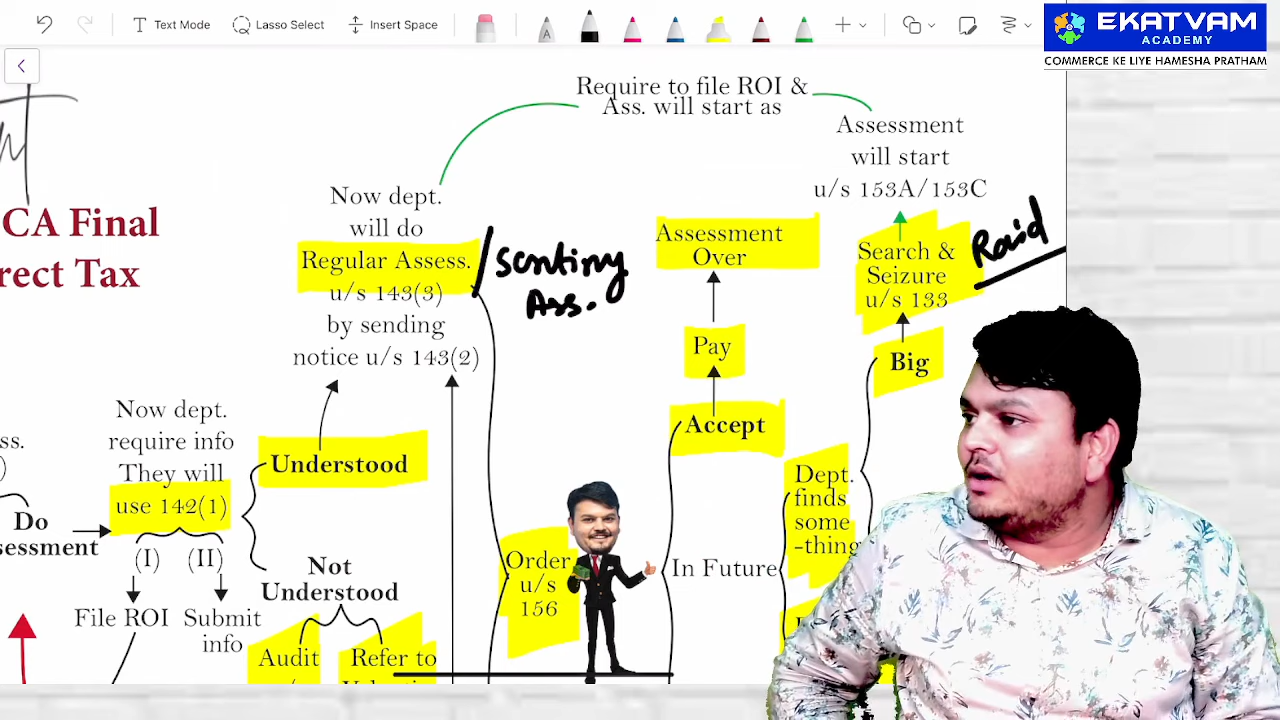 Text Mode
Lasso Select
Insert Space
EKATVAM
ACADEMY
COMMERCE KE LIYE HAMESHA PRATHAM
Require to file ROI &
Ass. will start as
Assessment
will start
u/s 153A/153C
Now dept.
will do
Regular Assess.
u/s 143(3)
by sending
notice u/s 143(2)
Ass.
CA Final
rect Tax
Assessment
Over
Pay
Accept
Search &
Seizure
u/s 133
Raid
Big
Now dept.
require info
They will
use 142(1)
(I) (II)
File ROI
Submit
info
Understood
Not
Understood
Audit
Refer to
ss.
)
Do
sessment
Order
u/s
156
In Future
Dept.
finds
some
-thing